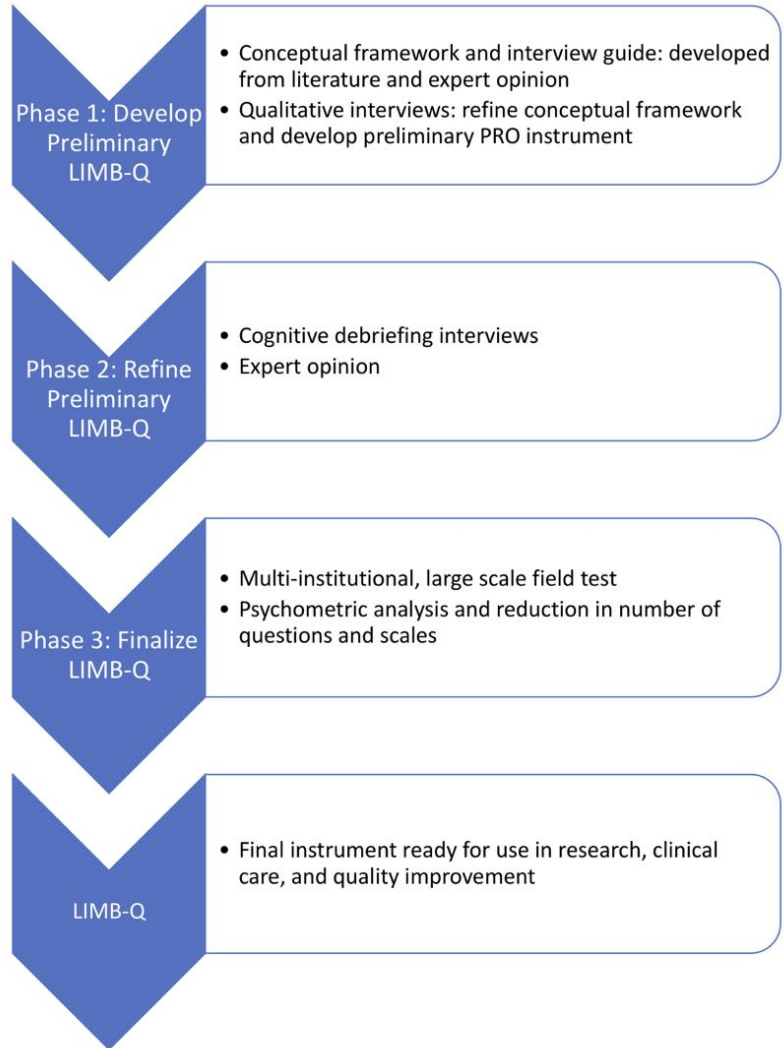 Phase 1: Develop
Preliminary
LIMB-Q
• Conceptual framework and interview guide: developed
from literature and expert opinion
• Qualitative interviews: refine conceptual framework
and develop preliminary PRO instrument
Phase 2: Refine
Preliminary
LIMB-Q
• Cognitive debriefing interviews
• Expert opinion
Phase 3: Finalize
LIMB-Q
• Multi-institutional, large scale field test
• Psychometric analysis and reduction in number of
questions and scales
LIMB-Q
• Final instrument ready for use in research, clinical
care, and quality improvement